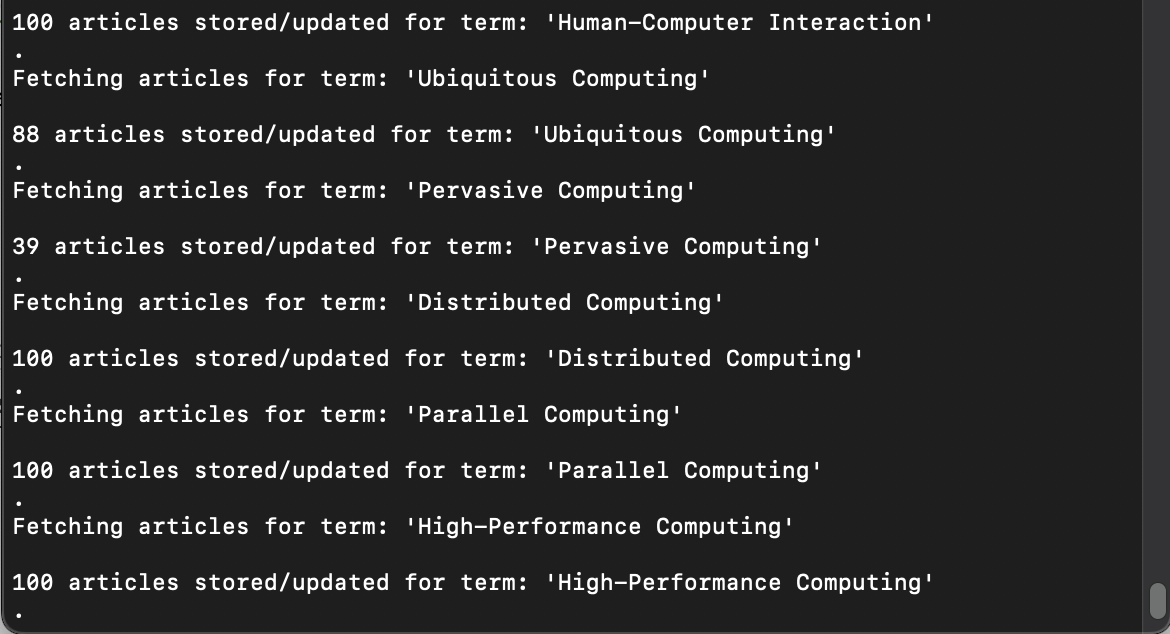 100 articles stored/updated for term: 'Human-Computer Interaction'
.
Fetching articles for term: 'Ubiquitous Computing'
88 articles stored/updated for term: 'Ubiquitous Computing'
.
Fetching articles for term: 'Pervasive Computing'
39 articles stored/updated for term: 'Pervasive Computing'
.
Fetching articles for term: 'Distributed Computing'
100 articles stored/updated for term: 'Distributed Computing'
.
Fetching articles for term: 'Parallel Computing'
100 articles stored/updated for term: 'Parallel Computing'
.
Fetching articles for term: 'High-Performance Computing'
100 articles stored/updated for term: 'High-Performance Computing'
.